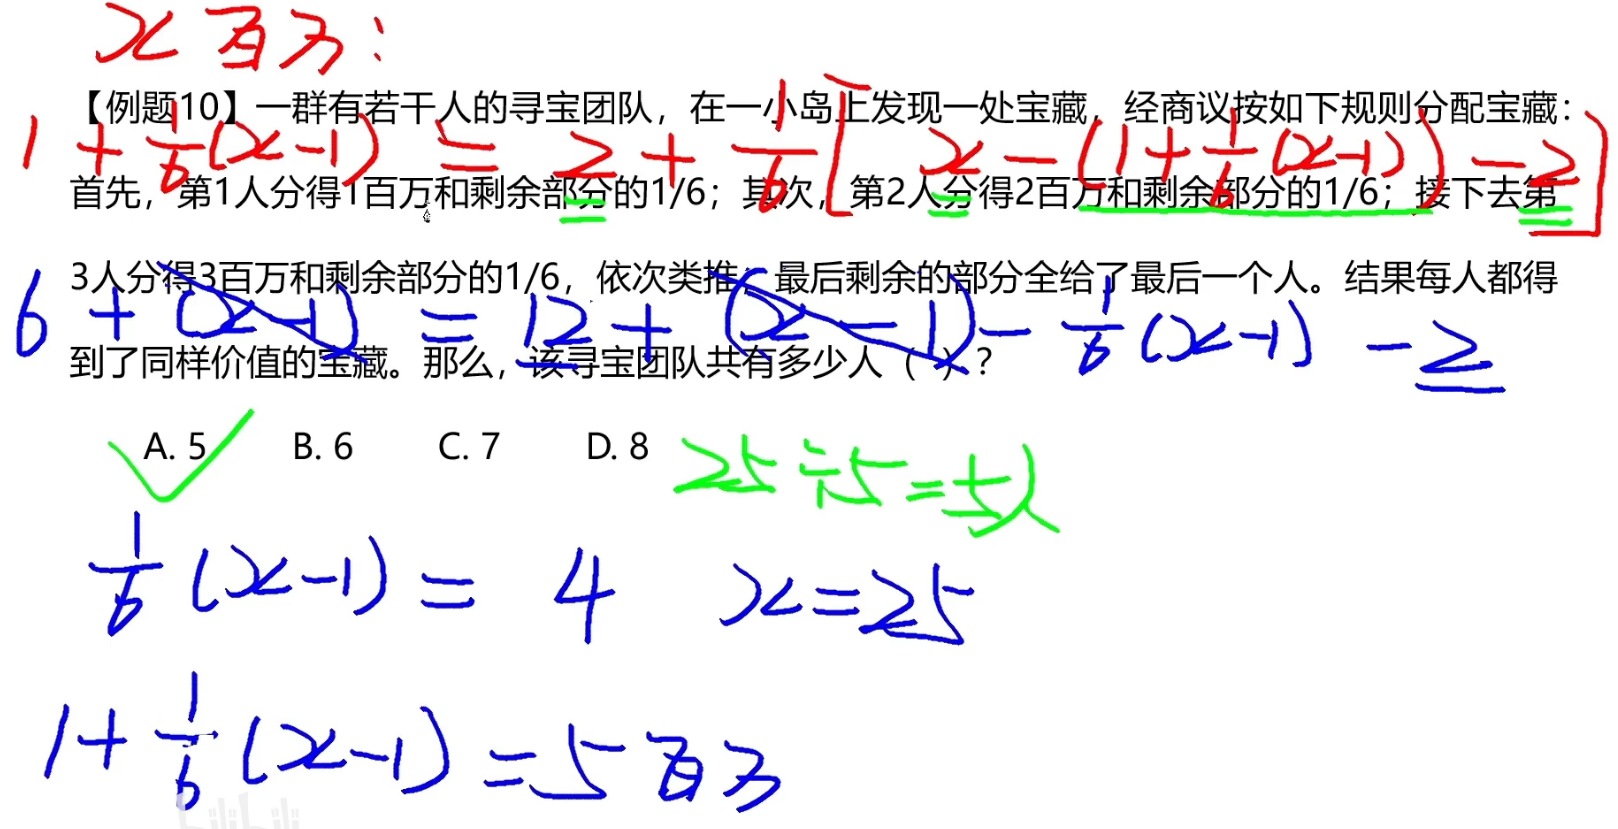 x百万：
【例题10】一群有若干人的寻宝团队，在一小岛上发现一处宝藏，经商议按如下规则分配宝藏：
1+1/6(x-1)=2+1/6[x-(1+1/6(x-1))-2]
首先，第1人分得1百万和剩余部分的1/6；其次，第2人分得2百万和剩余部分的1/6；接下去第
3人分得3百万和剩余部分的1/6，依次类推，最后剩余的部分全给了最后一个人。结果每人都得
6+(x-1)=12+(x-1)-1/6(x-1)-2
到了同样价值的宝藏。那么，该寻宝团队共有多少人（ ）？
A. 5 B. 6 C. 7 D. 8
25÷5=5人
1/6(x-1)=4 x=25
1+1/6(x-1)=5百万